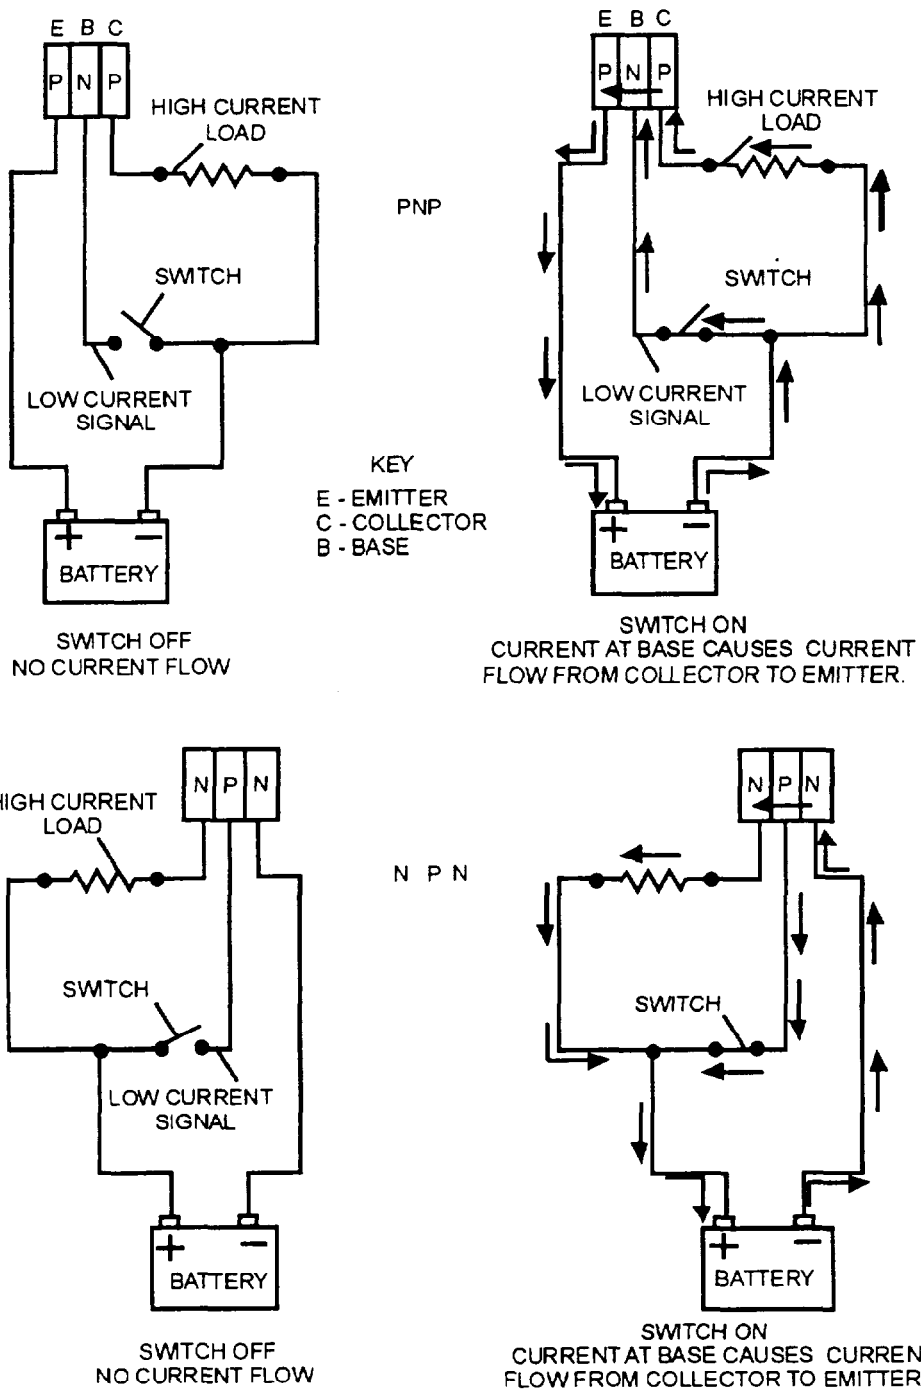 E B C
P N P
HIGH CURRENT
LOAD
SWITCH
LOW CURRENT
SIGNAL
+ −
BATTERY
SWITCH OFF
NO CURRENT FLOW
PNP
KEY
E - EMITTER
C - COLLECTOR
B - BASE
E B C
P N P
HIGH CURRENT
LOAD
SWITCH
LOW CURRENT
SIGNAL
+ −
BATTERY
SWITCH ON
CURRENT AT BASE CAUSES CURRENT
FLOW FROM COLLECTOR TO EMITTER.
N P N
HIGH CURRENT
LOAD
SWITCH
LOW CURRENT
SIGNAL
+ −
BATTERY
SWITCH OFF
NO CURRENT FLOW
N P N
N P N
SWITCH
+ −
BATTERY
SWITCH ON
CURRENT AT BASE CAUSES CURREN
FLOW FROM COLLECTOR TO EMITTER